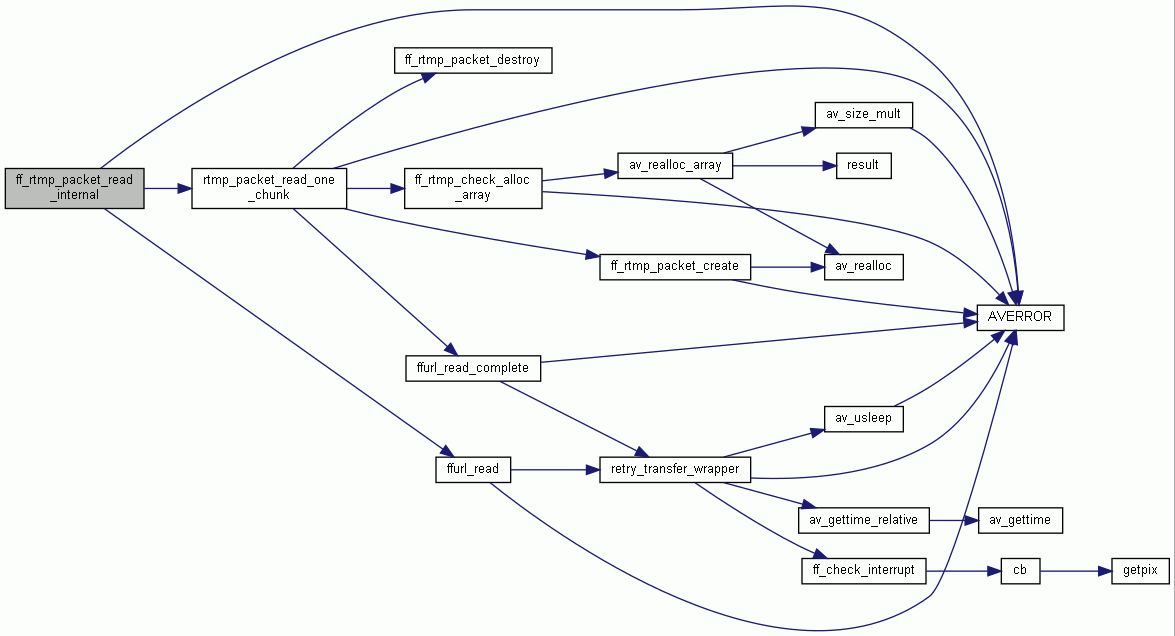 ff_rtmp_packet_destroy
av_size_mult
ff_rtmp_packet_read
_internal
rtmp_packet_read_one
_chunk
ff_rtmp_check_alloc
_array
av_realloc_array
result
ff_rtmp_packet_create
av_realloc
AVERROR
ffurl_read_complete
av_usleep
ffurl_read
retry_transfer_wrapper
av_gettime_relative
av_gettime
ff_check_interrupt
cb
getpix